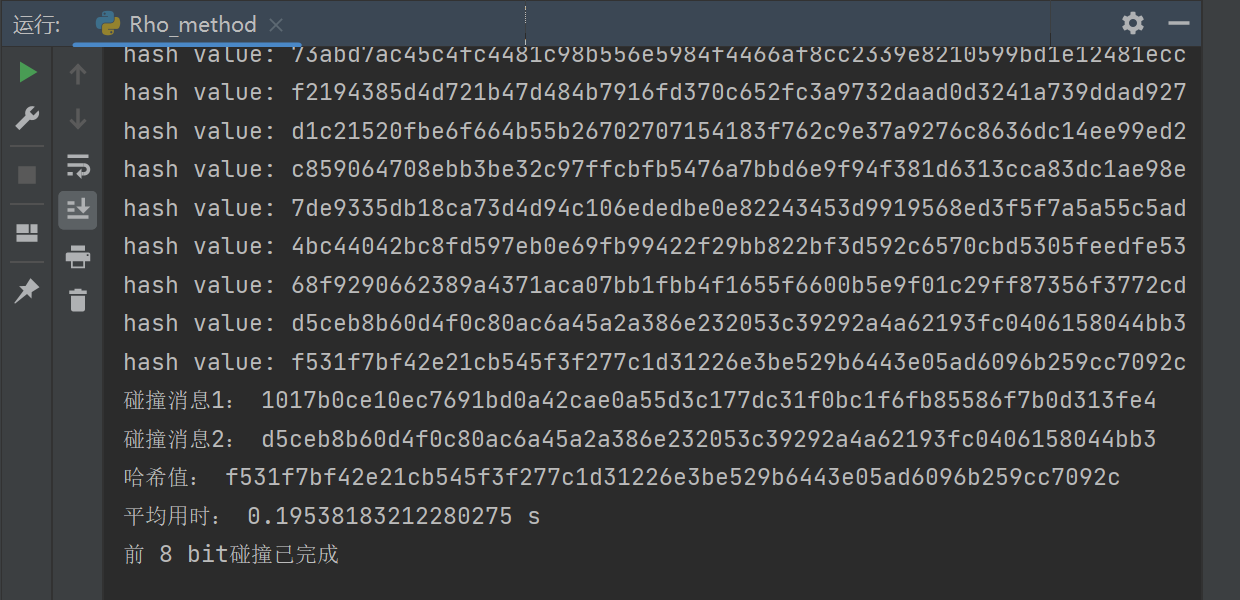 运行: Rho_method
hash value: 73abd7ac45c4fc4481c98b556e5984f4466af8cc2339e8210599bd1e12481ecc
hash value: f2194385d4d721b47d484b7916fd370c652fc3a9732daad0d3241a739ddad927
hash value: d1c21520fbe6f664b55b26702707154183f762c9e37a9276c8636dc14ee99ed2
hash value: c859064708ebb3be32c97ffcbfb5476a7bbd6e9f94f381d6313cca83dc1ae98e
hash value: 7de9335db18ca73d4d94c106ededbe0e82243453d9919568ed3f5f7a5a55c5ad
hash value: 4bc44042bc8fd597eb0e69fb99422f29bb822bf3d592c6570cbd5305feedfe53
hash value: 68f9290662389a4371aca07bb1fbb4f1655f6600b5e9f01c29ff87356f3772cd
hash value: d5ceb8b60d4f0c80ac6a45a2a386e232053c39292a4a62193fc0406158044bb3
hash value: f531f7bf42e21cb545f3f277c1d31226e3be529b6443e05ad6096b259cc7092c
碰撞消息1: 1017b0ce10ec7691bd0a42cae0a55d3c177dc31f0bc1f6fb85586f7b0d313fe4
碰撞消息2: d5ceb8b60d4f0c80ac6a45a2a386e232053c39292a4a62193fc0406158044bb3
哈希值: f531f7bf42e21cb545f3f277c1d31226e3be529b6443e05ad6096b259cc7092c
平均用时: 0.19538183212280275 s
前 8 bit碰撞已完成